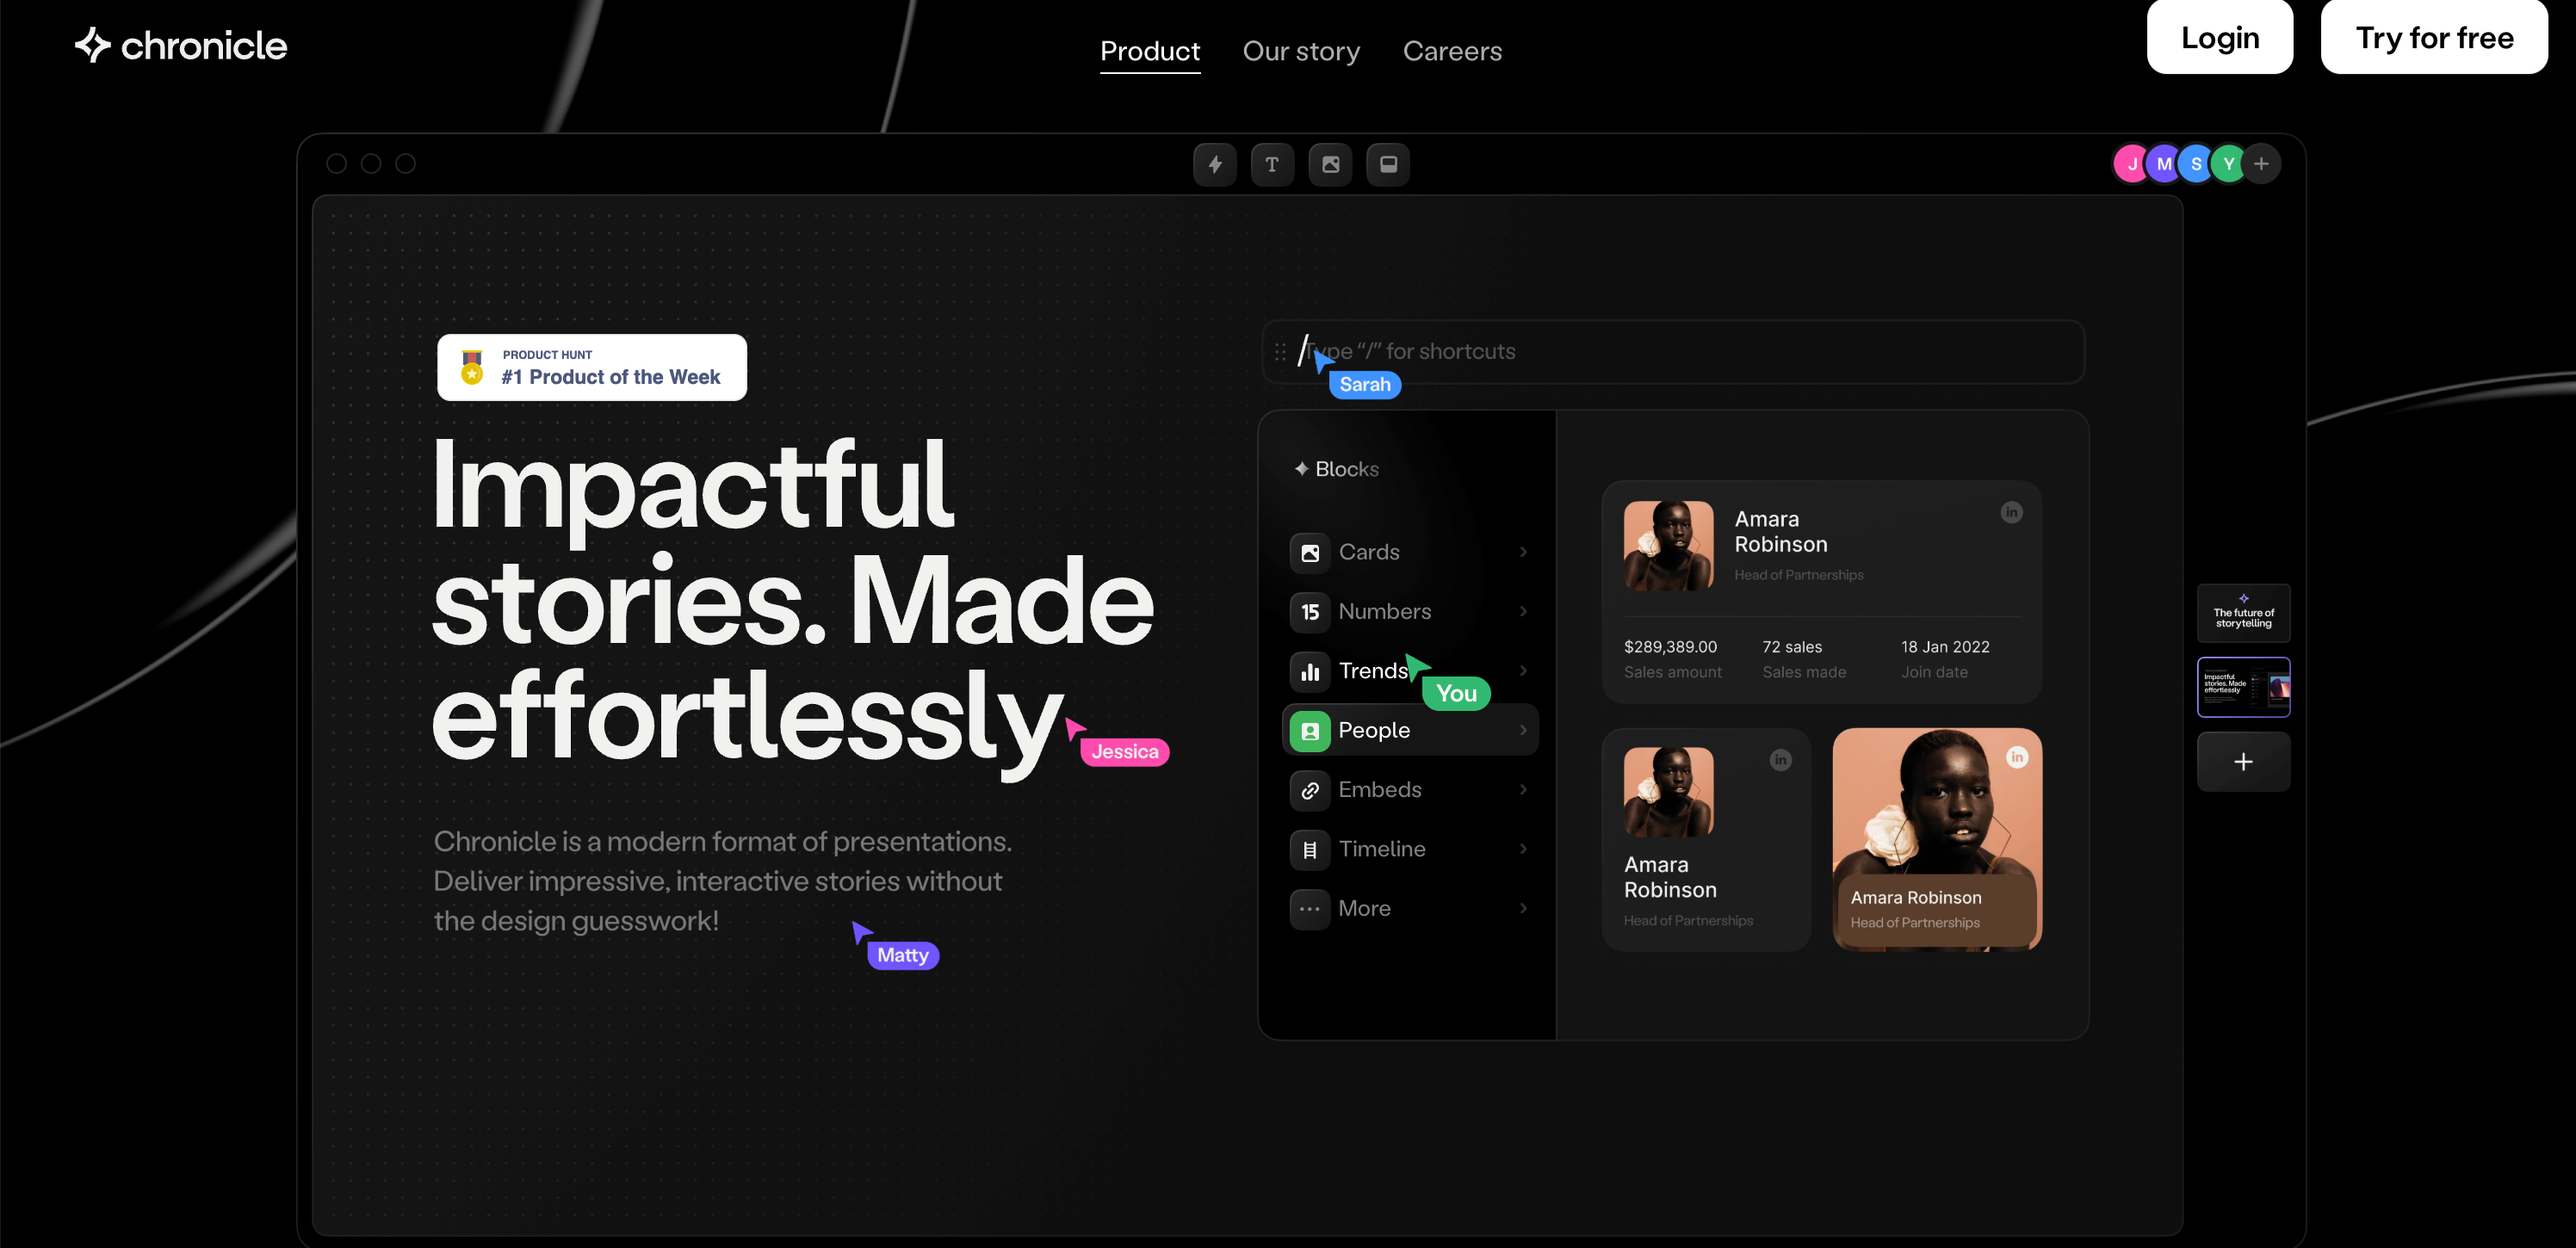 chronicle
Product
Our story
Careers
Login
Try for free
T
J
M
S
Y
+
PRODUCT HUNT
#1 Product of the Week
Impactful
stories. Made
effortlessly
Jessica
Chronicle is a modern format of presentations.
Deliver impressive, interactive stories without
the design guesswork!
Matty
/
Type “/” for shortcuts
Sarah
Blocks
Cards
15 Numbers
Trends
You
People
Embeds
Timeline
More
Amara
Robinson
in
Head of Partnerships
$289,389.00
72 sales
18 Jan 2022
Sales amount
Sales made
Join date
in
Amara
Robinson
Head of Partnerships
in
Amara Robinson
Head of Partnerships
The future of
storytelling
Impactful
stories. Made
effortlessly
+